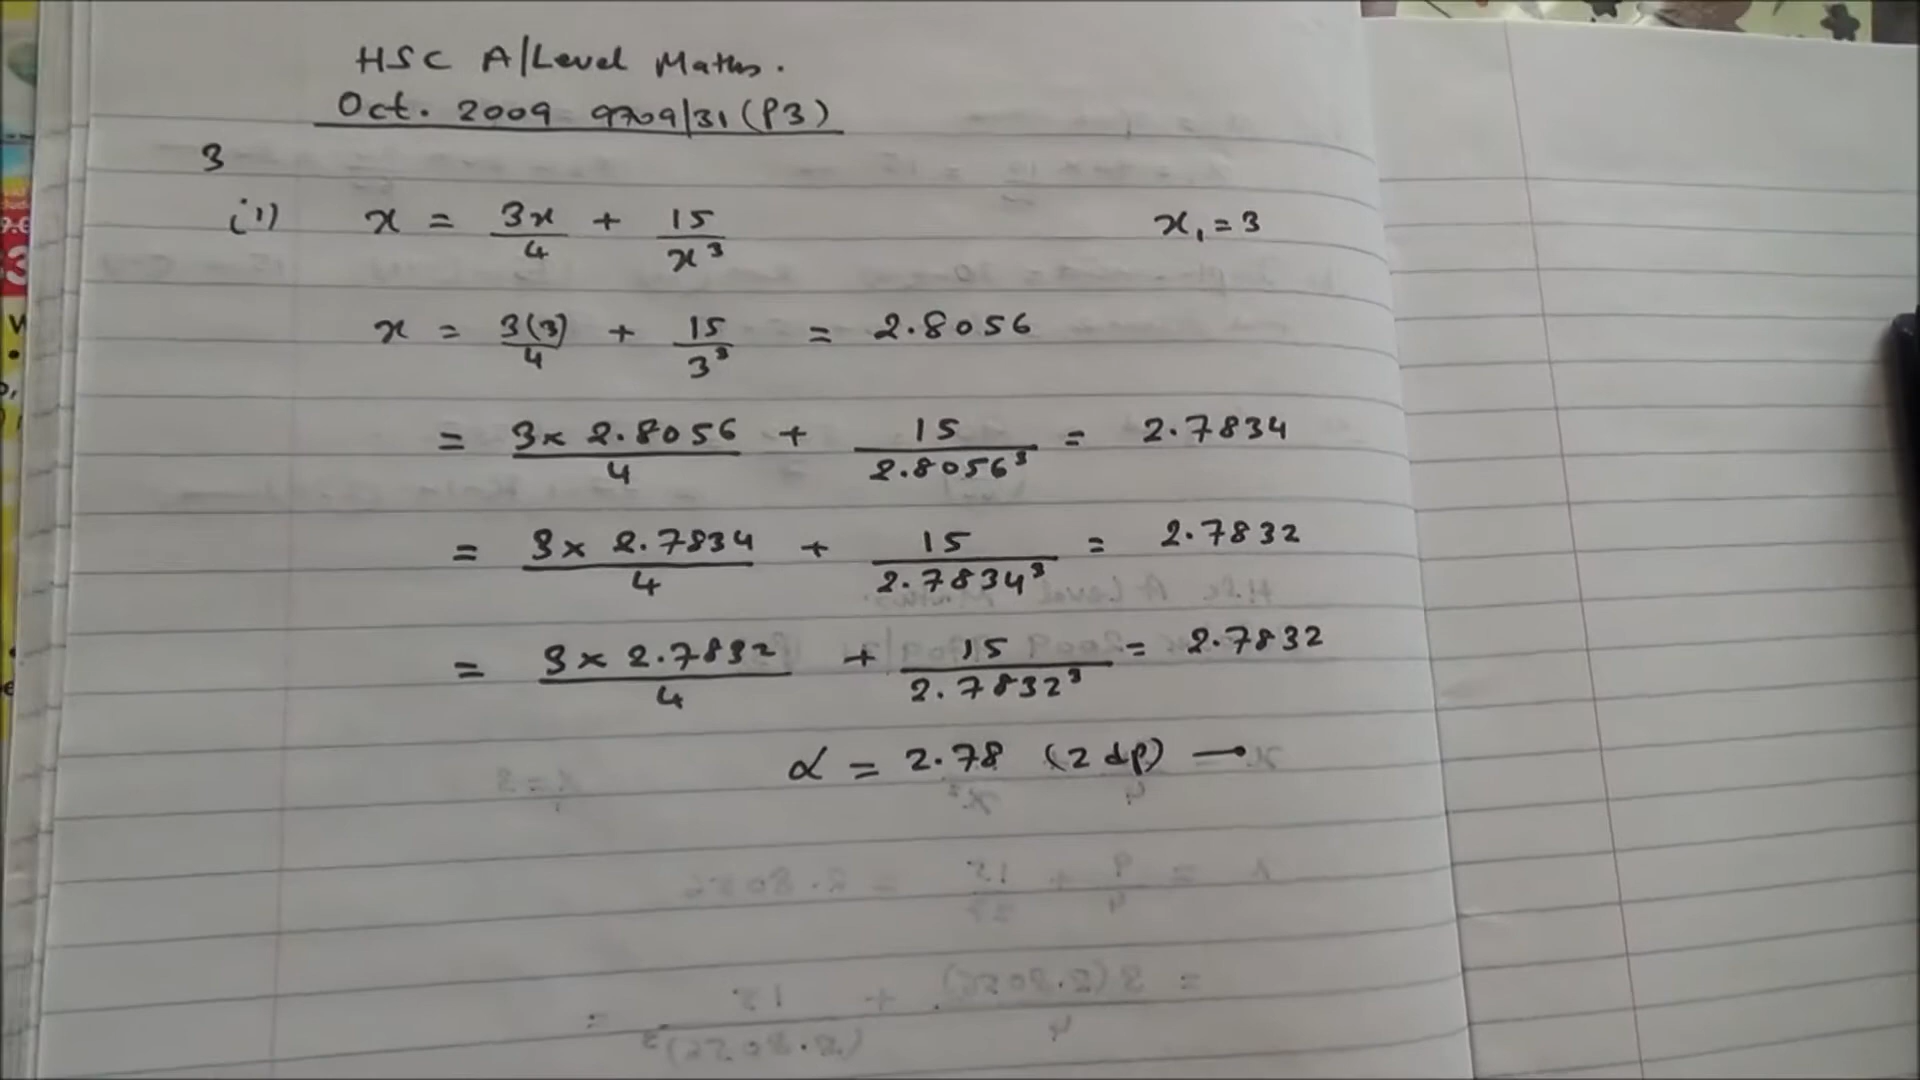 HSC A/Level Maths.
Oct. 2009 9709/31 (P3)
3
(i) x = 3x/4 + 15/x³ x₁ = 3
x = 3(3)/4 + 15/3³ = 2.8056
= 3 × 2.8056/4 + 15/2.8056³ = 2.7834
= 3 × 2.7834/4 + 15/2.7834³ = 2.7832
= 3 × 2.7832/4 + 15/2.7832³ = 2.7832
α = 2.78 (2 dp)